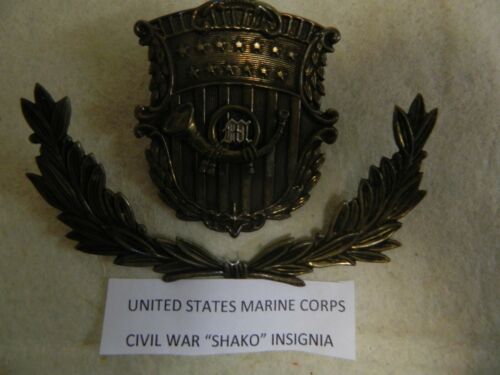 M
UNITED STATES MARINE CORPS
CIVIL WAR “SHAKO” INSIGNIA